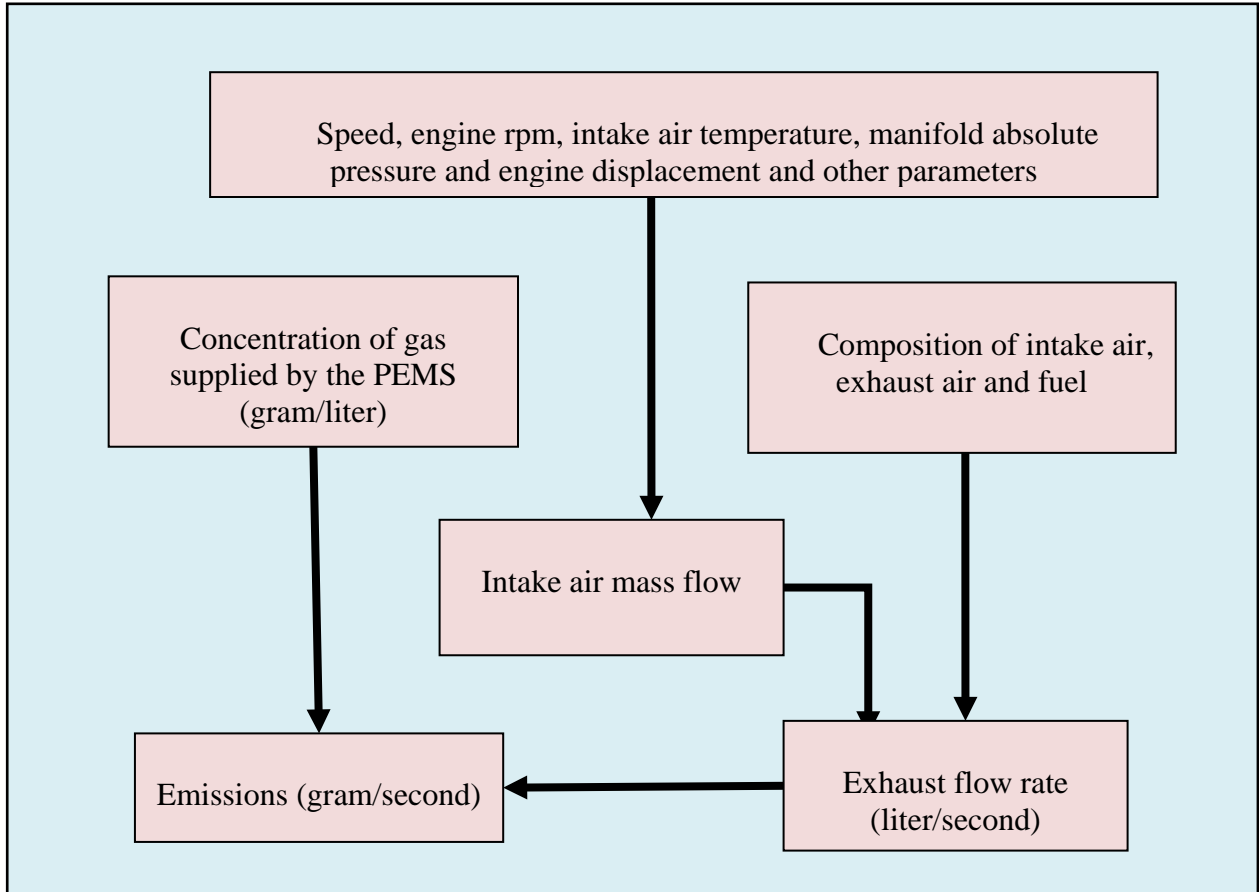 Speed, engine rpm, intake air temperature, manifold absolute
pressure and engine displacement and other parameters
Concentration of gas
supplied by the PEMS
(gram/liter)
Composition of intake air,
exhaust air and fuel
Intake air mass flow
Emissions (gram/second)
Exhaust flow rate
(liter/second)